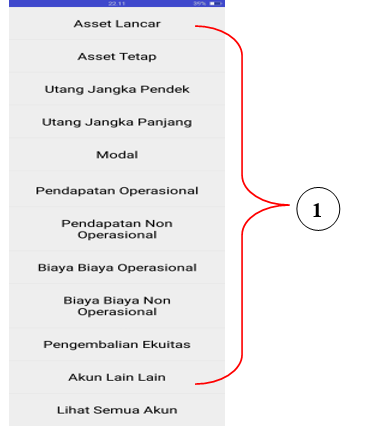 22.11 39%
Asset Lancar
Asset Tetap
Utang Jangka Pendek
Utang Jangka Panjang
Modal
Pendapatan Operasional
Pendapatan Non
Operasional
Biaya Biaya Operasional
Biaya Biaya Non
Operasional
Pengembalian Ekuitas
Akun Lain Lain
Lihat Semua Akun
1